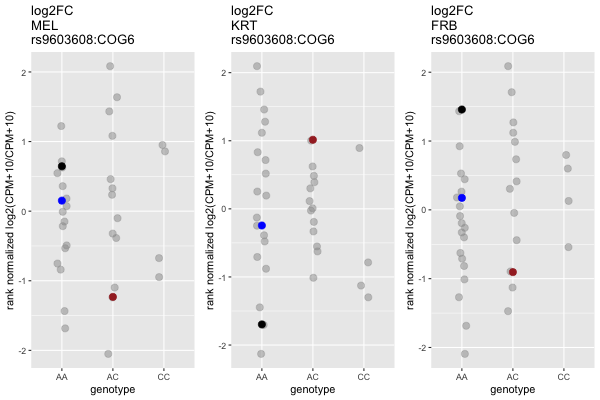 log2FC
MEL
rs9603608:COG6
rank normalized log2(CPM+10/CPM+10)
2
1
0
-1
-2
AA
AC
CC
genotype
log2FC
KRT
rs9603608:COG6
rank normalized log2(CPM+10/CPM+10)
2
1
0
-1
-2
AA
AC
CC
genotype
log2FC
FRB
rs9603608:COG6
rank normalized log2(CPM+10/CPM+10)
2
1
0
-1
-2
AA
AC
CC
genotype